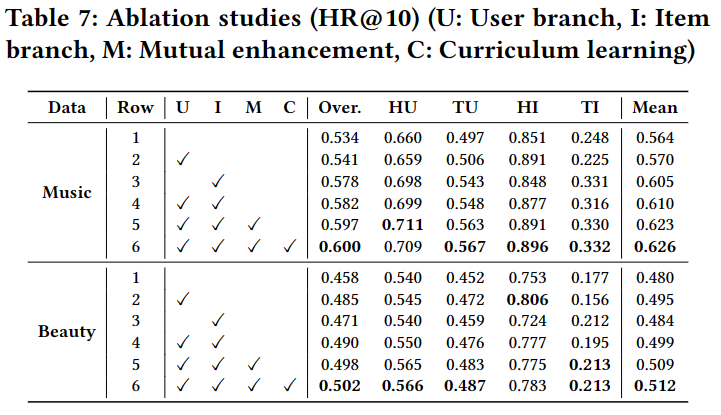 Table 7: Ablation studies (HR@10) (U: User branch, I: Item
branch, M: Mutual enhancement, C: Curriculum learning)
Data Row U I M C Over. HU TU HI TI Mean
Music
1 0.534 0.660 0.497 0.851 0.248 0.564
2 ✓ 0.541 0.659 0.506 0.891 0.225 0.570
3 ✓ 0.578 0.698 0.543 0.848 0.331 0.605
4 ✓ ✓ 0.582 0.699 0.548 0.877 0.316 0.610
5 ✓ ✓ ✓ 0.597 0.711 0.563 0.891 0.330 0.623
6 ✓ ✓ ✓ ✓ 0.600 0.709 0.567 0.896 0.332 0.626
Beauty
1 0.458 0.540 0.452 0.753 0.177 0.480
2 ✓ 0.485 0.545 0.472 0.806 0.156 0.495
3 ✓ 0.471 0.540 0.459 0.724 0.212 0.484
4 ✓ ✓ 0.490 0.550 0.476 0.777 0.195 0.499
5 ✓ ✓ ✓ 0.498 0.565 0.483 0.775 0.213 0.509
6 ✓ ✓ ✓ ✓ 0.502 0.566 0.487 0.783 0.213 0.512